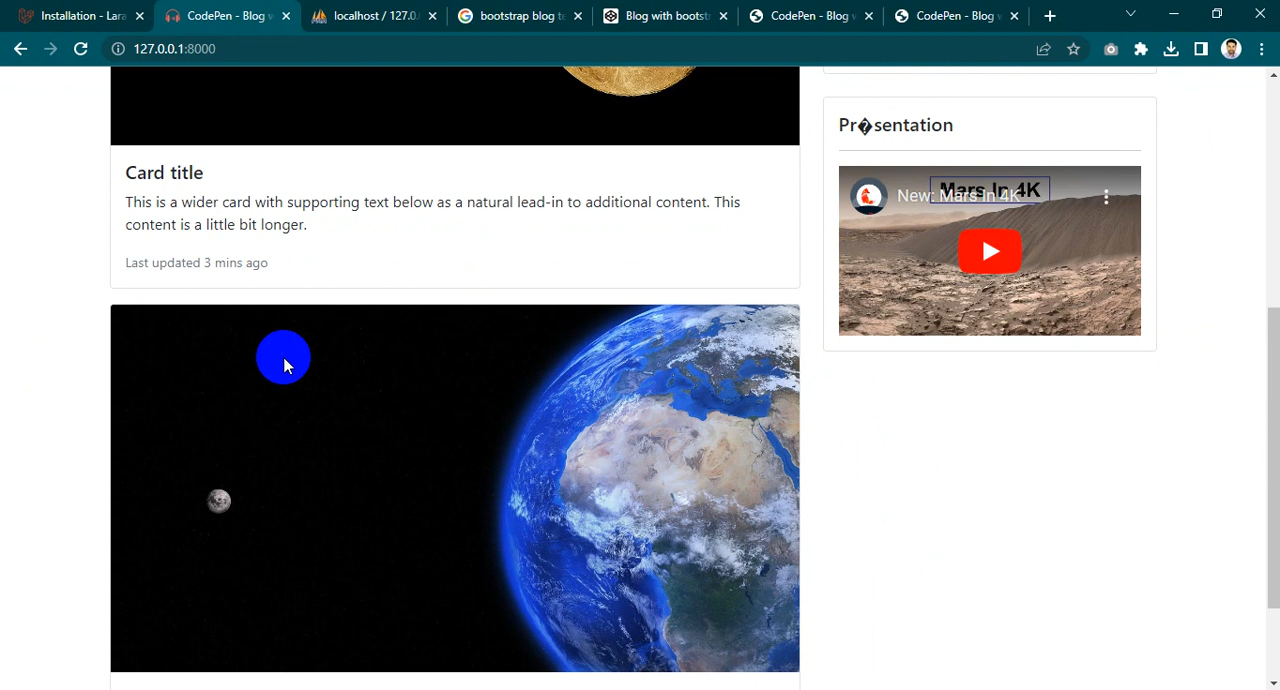 Installation - Lara
CodePen - Blog w
localhost / 127.0.
bootstrap blog te
Blog with bootst
CodePen - Blog w
CodePen - Blog w
127.0.0.1:8000
Card title
This is a wider card with supporting text below as a natural lead-in to additional content. This
content is a little bit longer.
Last updated 3 mins ago
Pr�sentation
Mars In 4K
New: Mars In 4K